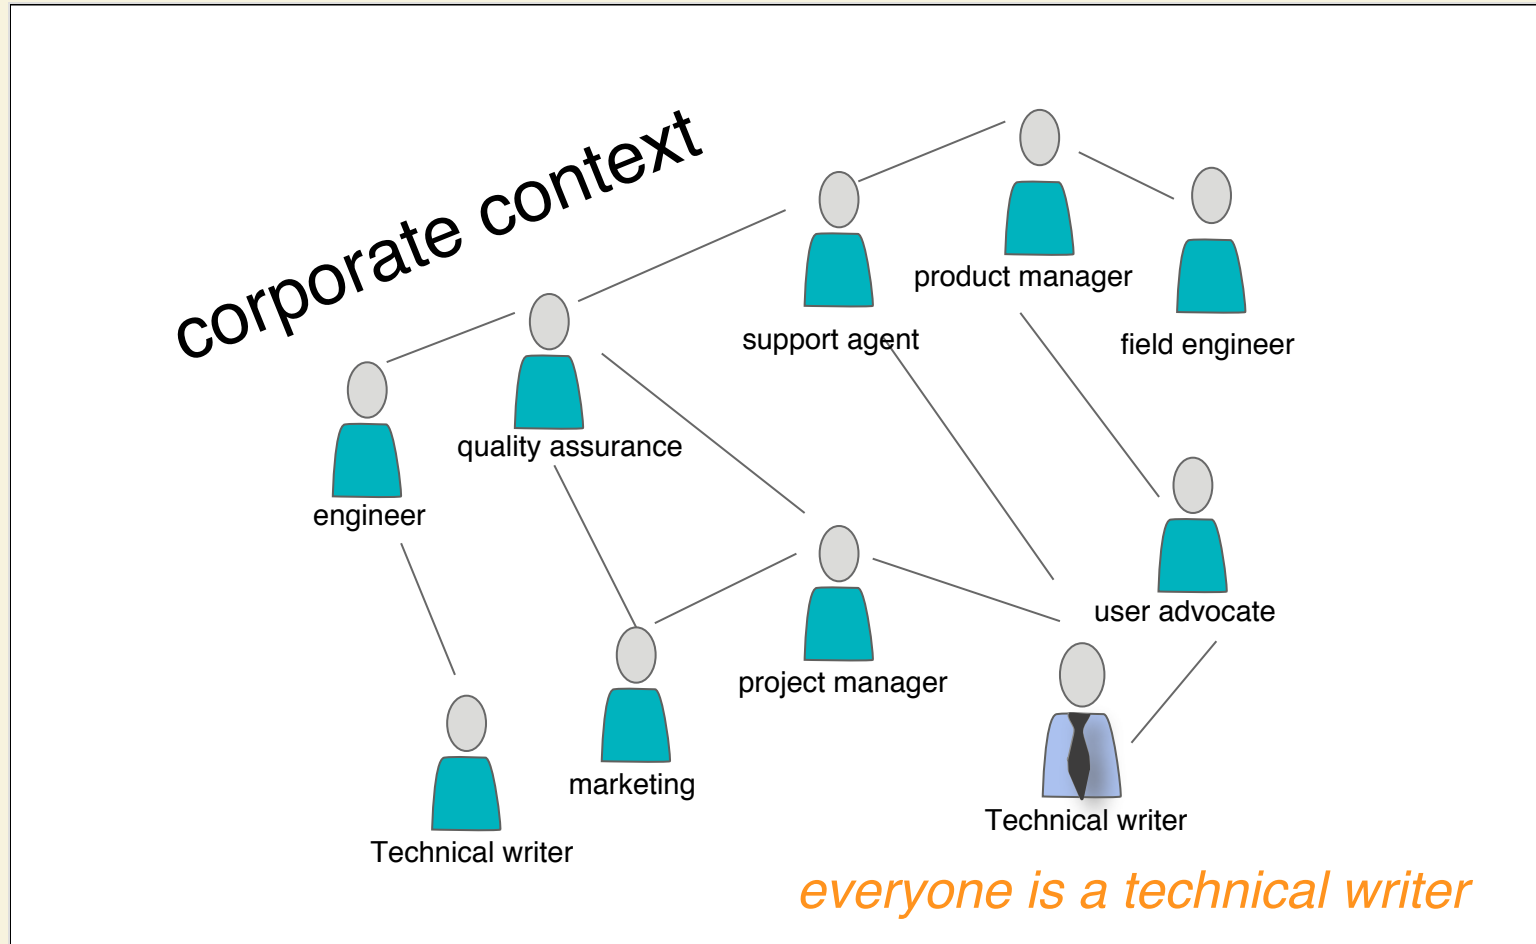 corporate context
product manager
support agent
field engineer
quality assurance
engineer
user advocate
project manager
marketing
Technical writer
Technical writer
everyone is a technical writer